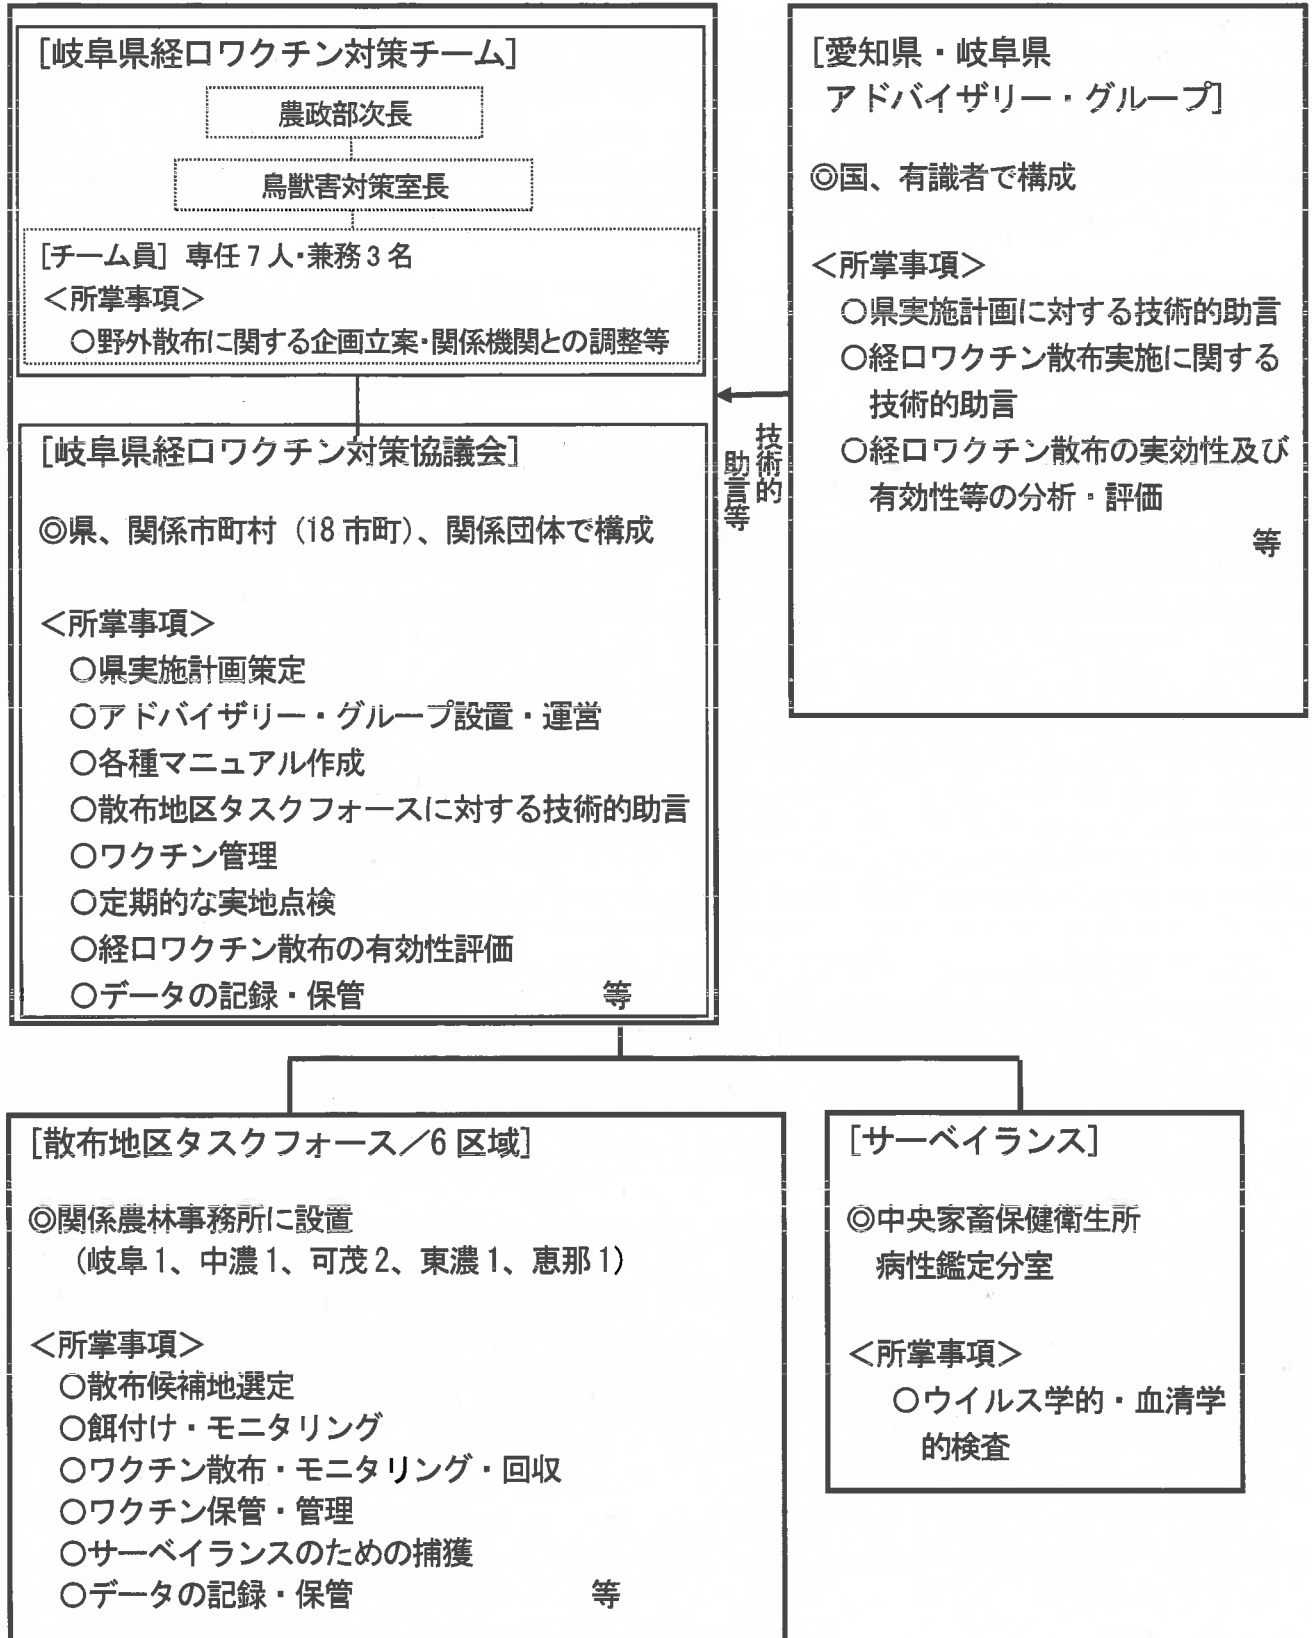 [岐阜県経口ワクチン対策チーム]
農政部次長
鳥獣害対策室長
[チーム員] 専任7人・兼務3名
＜所掌事項＞
○野外散布に関する企画立案・関係機関との調整等
[岐阜県経口ワクチン対策協議会]
◎県、関係市町村（18市町）、関係団体で構成
＜所掌事項＞
○県実施計画策定
○アドバイザリー・グループ設置・運営
○各種マニュアル作成
○散布地区タスクフォースに対する技術的助言
○ワクチン管理
○定期的な実地点検
○経口ワクチン散布の有効性評価
○データの記録・保管 等
技術的
助言等
[愛知県・岐阜県
アドバイザリー・グループ]
◎国、有識者で構成
＜所掌事項＞
○県実施計画に対する技術的助言
○経口ワクチン散布実施に関する
技術的助言
○経口ワクチン散布の実効性及び
有効性等の分析・評価
等
[散布地区タスクフォース／6区域]
◎関係農林事務所に設置
（岐阜1、中濃1、可茂2、東濃1、恵那1）
＜所掌事項＞
○散布候補地選定
○餌付け・モニタリング
○ワクチン散布・モニタリング・回収
○ワクチン保管・管理
○サーベイランスのための捕獲
○データの記録・保管 等
[サーベイランス]
◎中央家畜保健衛生所
病性鑑定分室
＜所掌事項＞
○ウイルス学的・血清学
的検査